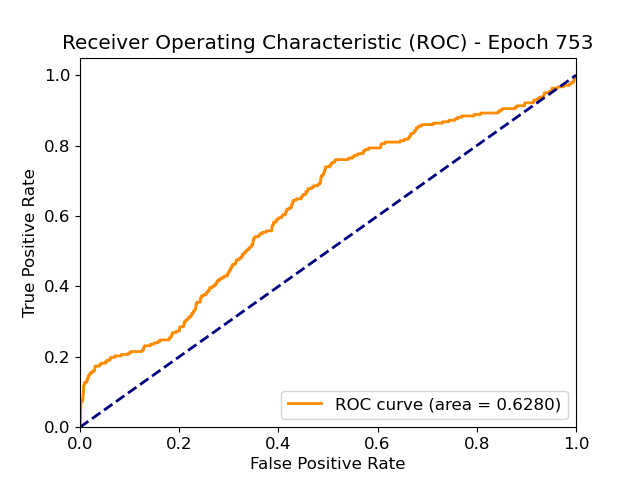 Receiver Operating Characteristic (ROC) - Epoch 753
True Positive Rate
1.0
0.8
0.6
0.4
0.2
0.0
ROC curve (area = 0.6280)
0.0 0.2 0.4 0.6 0.8 1.0
False Positive Rate